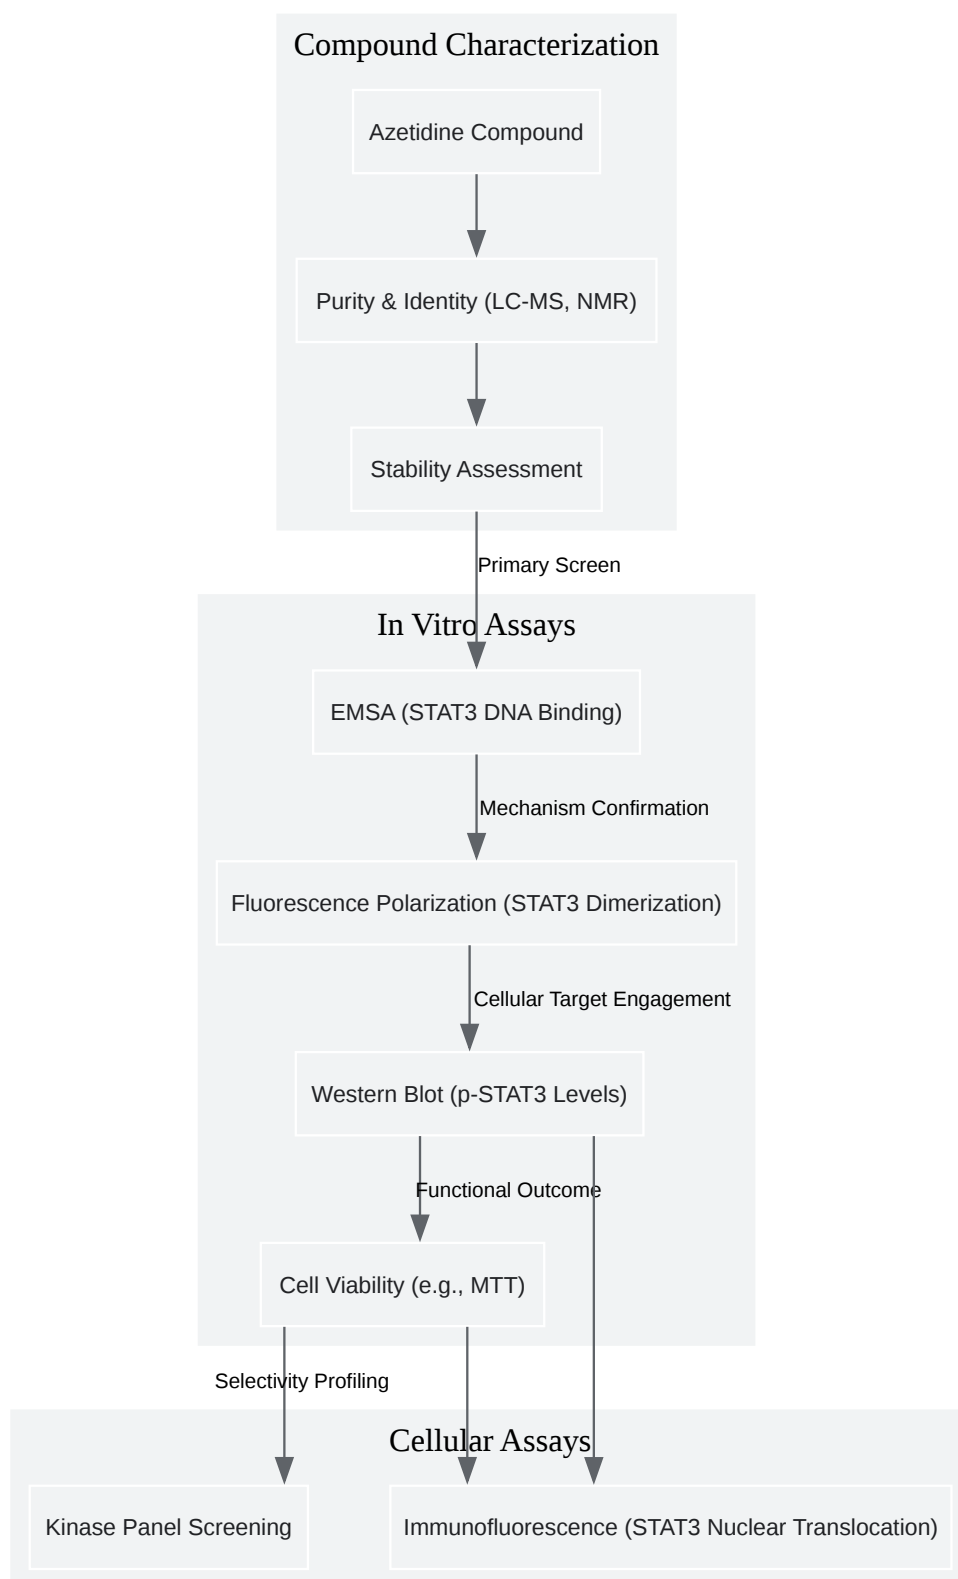 Compound Characterization
Azetidine Compound
Purity & Identity (LC-MS, NMR)
Stability Assessment
Primary Screen
In Vitro Assays
EMSA (STAT3 DNA Binding)
Mechanism Confirmation
Fluorescence Polarization (STAT3 Dimerization)
Cellular Target Engagement
Western Blot (p-STAT3 Levels)
Functional Outcome
Cell Viability (e.g., MTT)
Selectivity Profiling
Cellular Assays
Kinase Panel Screening
Immunofluorescence (STAT3 Nuclear Translocation)